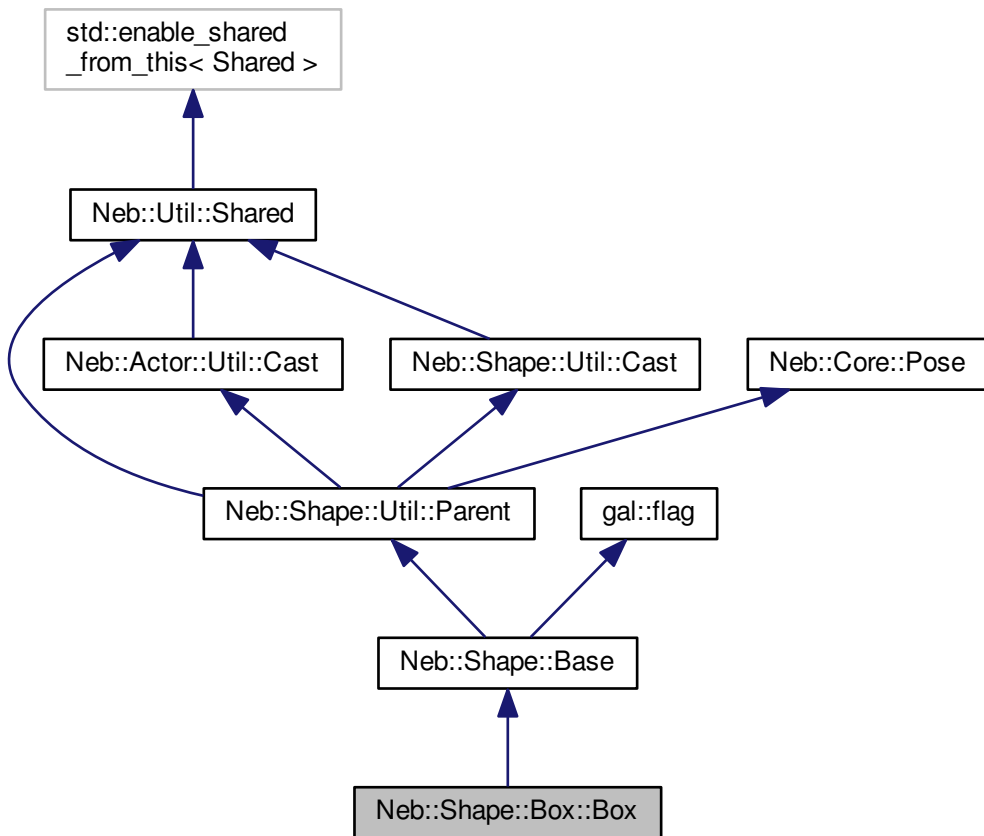 std::enable_shared
_from_this< Shared >
Neb::Util::Shared
Neb::Actor::Util::Cast
Neb::Shape::Util::Cast
Neb::Core::Pose
Neb::Shape::Util::Parent
gal::flag
Neb::Shape::Base
Neb::Shape::Box::Box